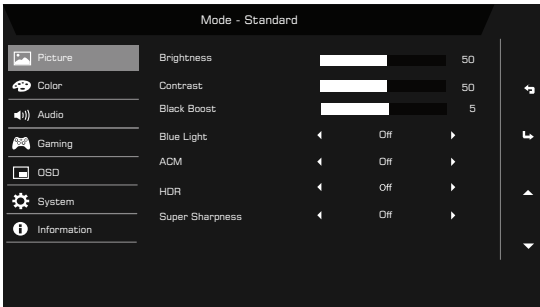 Mode - Standard
Picture
Color
Audio
Gaming
OSD
System
Information
Brightness 50
Contrast 50
Black Boost 5
Blue Light Off
ACM Off
HDR Off
Super Sharpness Off